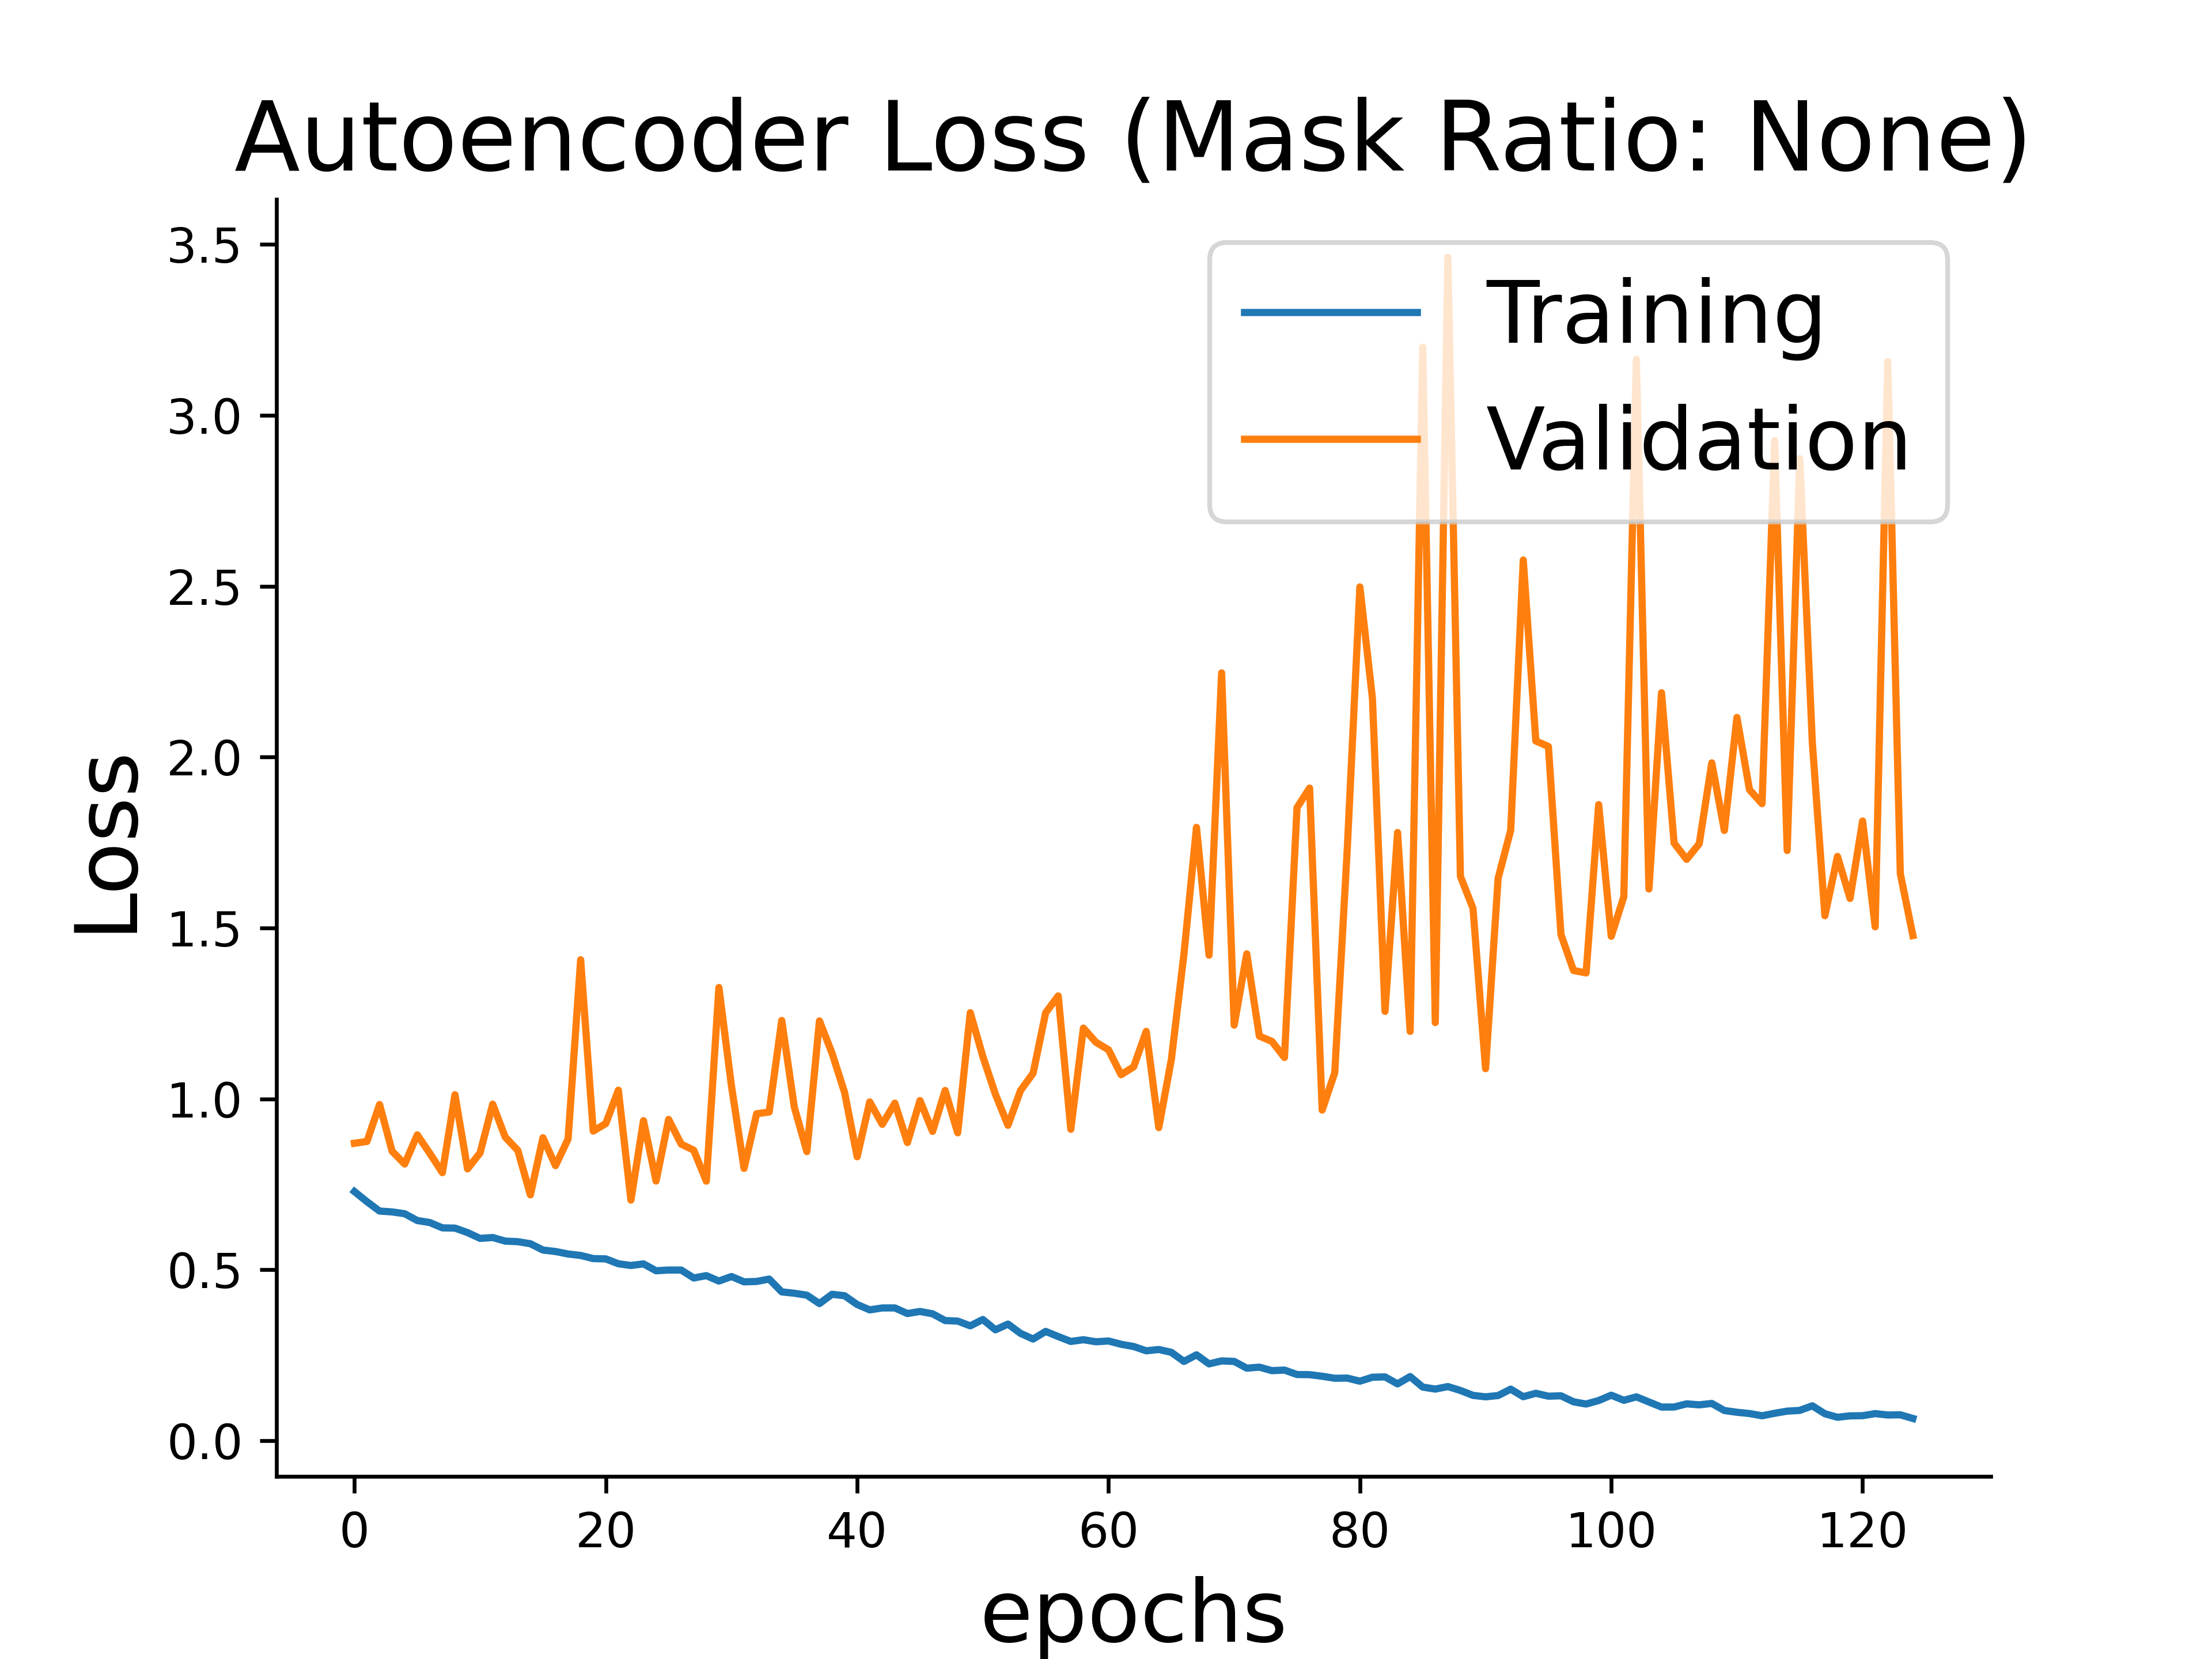 Autoencoder Loss (Mask Ratio: None)
Training
Validation
Loss
3.5
3.0
2.5
2.0
1.5
1.0
0.5
0.0
0 20 40 60 80 100 120
epochs